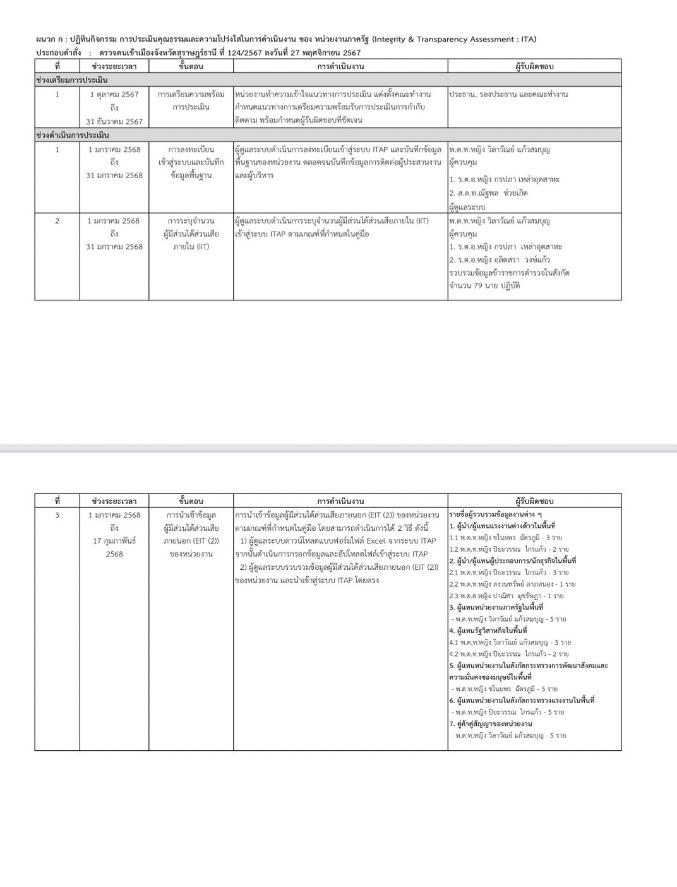 ผนวก ก : ปฏิทินกิจกรรม การประเมินคุณธรรมและความโปร่งใสในการดำเนินงาน ของ หน่วยงานภาครัฐ (Integrity & Transparency Assessment : ITA)
ประกอบคำสั่ง : ตรวจคนเข้าเมืองจังหวัดสุราษฎร์ธานี ที่ 124/2567 ลงวันที่ 27 พฤศจิกายน 2567
ที่ ช่วงระยะเวลา ขั้นตอน การดำเนินงาน ผู้รับผิดชอบ
ช่วงเตรียมการประเมิน
1 1 ตุลาคม 2567 การเตรียมความพร้อม หน่วยงานทำความเข้าใจแนวทางการประเมิน แต่งตั้งคณะทำงาน ประธาน, รองประธาน และคณะทำงาน
ถึง การประเมิน กำหนดแนวทางการเตรียมความพร้อมรับการประเมินการกำกับ
31 ธันวาคม 2567 ติดตาม พร้อมกำหนดผู้รับผิดชอบที่ชัดเจน
ช่วงดำเนินการประเมิน
1 1 มกราคม 2568 การลงทะเบียน ผู้ดูแลระบบดำเนินการลงทะเบียนเข้าสู่ระบบ ITAP และบันทึกข้อมูล พ.ต.ท.หญิง วิลาวัณย์ แก้วสมบุญ
ถึง เข้าสู่ระบบและบันทึก พื้นฐานของหน่วยงาน ตลอดจนบันทึกข้อมูลการติดต่อผู้ประสานงาน ผู้ควบคุม
31 มกราคม 2568 ข้อมูลพื้นฐาน และผู้บริหาร
1. ร.ต.อ.หญิง กรปภา เหล่าอุตสาหะ
2. ส.ต.ท.ณัฐพล ช่วยเกิด
ผู้ดูแลระบบ
2 1 มกราคม 2568 การระบุจำนวน ผู้ดูแลระบบดำเนินการระบุจำนวนผู้มีส่วนได้ส่วนเสียภายใน (IIT) พ.ต.ท.หญิง วิลาวัณย์ แก้วสมบุญ
ถึง ผู้มีส่วนได้ส่วนเสีย เข้าสู่ระบบ ITAP ตามเกณฑ์ที่กำหนดในคู่มือ ผู้ควบคุม
31 มกราคม 2568 ภายใน (IIT) 1. ร.ต.อ.หญิง กรปภา เหล่าอุตสาหะ
2. ร.ต.อ.หญิง อลิตสรา วงษ์แก้ว
รวบรวมข้อมูลข้าราชการตำรวจในสังกัด
จำนวน 79 นาย ปฏิบัติ
ที่ ช่วงระยะเวลา ขั้นตอน การดำเนินงาน ผู้รับผิดชอบ
3 1 มกราคม 2568 การนำเข้าข้อมูล การนำเข้าข้อมูลผู้มีส่วนได้ส่วนเสียภายนอก (EIT (2)) ของหน่วยงาน รายชื่อผู้รวบรวมข้อมูลงานต่าง ๆ
ถึง ผู้มีส่วนได้ส่วนเสีย ตามเกณฑ์ที่กำหนดในคู่มือ โดยสามารถดำเนินการได้ 2 วิธี ดังนี้ 1. ผู้นำ/ผู้แทนแรงงานต่างด้าวในพื้นที่
17 กุมภาพันธ์ ภายนอก (EIT (2)) 1) ผู้ดูแลระบบดาวน์โหลดแบบฟอร์มไฟล์ Excel จากระบบ ITAP 1.1 พ.ต.ท.หญิง ชโนยพร ฉัตรภูมิ - 3 ราย
2568 ของหน่วยงาน จากนั้นดำเนินการกรอกข้อมูลและอัปโหลดไฟล์เข้าสู่ระบบ ITAP 1.2 พ.ต.ท.หญิง ปิยะวรรณ ไกรแก้ว - 2 ราย
2) ผู้ดูแลระบบรวบรวมข้อมูลผู้มีส่วนได้ส่วนเสียภายนอก (EIT (2)) 2. ผู้นำ/ผู้แทนผู้ประกอบการ/นักธุรกิจในพื้นที่
ของหน่วยงาน และนำเข้าสู่ระบบ ITAP โดยตรง 2.1 พ.ต.ท.หญิง ปิยะวรรณ ไกรแก้ว - 3 ราย
2.2 พ.ต.ท.หญิง - 1 ราย
2.3 พ.ต.ต.หญิง ปาณิศา - 1 ราย
3. ผู้แทนหน่วยงานภาครัฐในพื้นที่
- พ.ต.ท.หญิง วิลาวัณย์ แก้วสมบุญ - 5 ราย
4. ผู้แทนรัฐวิสาหกิจในพื้นที่
4.1 พ.ต.ท.หญิง วิลาวัณย์ แก้วสมบุญ - 3 ราย
4.2 พ.ต.ท.หญิง ปิยะวรรณ ไกรแก้ว - 2 ราย
5. ผู้แทนหน่วยงานในสังกัดกระทรวงการพัฒนาสังคมและ
ความมั่นคงของมนุษย์ในพื้นที่
- พ.ต.ท.หญิง ชโนยพร ฉัตรภูมิ - 5 ราย
6. ผู้แทนหน่วยงานในสังกัดกระทรวงแรงงานในพื้นที่
- พ.ต.ท.หญิง ปิยะวรรณ ไกรแก้ว - 5 ราย
7. คู่ค้าคู่สัญญาของหน่วยงาน
- พ.ต.ท.หญิง วิลาวัณย์ แก้วสมบุญ - 5 ราย